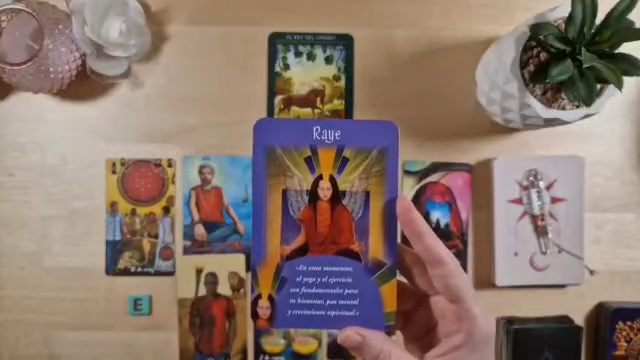 Raye
«En estos momentos,
el yoga y el ejercicio
son fundamentales para
tu bienestar, paz mental
y crecimiento espiritual.»
E